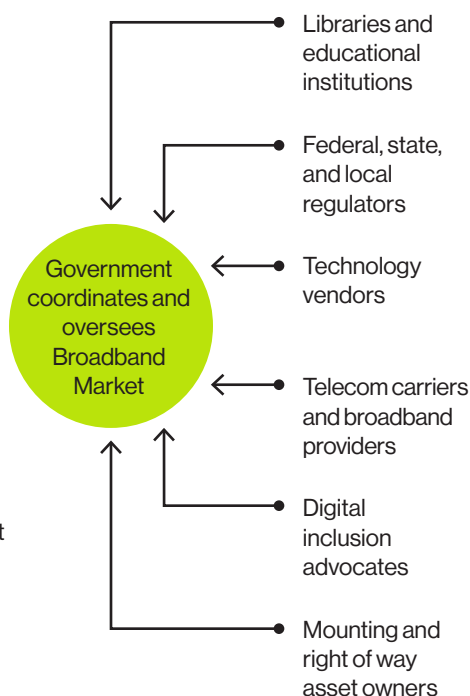 Libraries and
educational
institutions
Federal, state,
and local
regulators
Government
coordinates and
oversees
Broadband
Market
Technology
vendors
Telecom carriers
and broadband
providers
Digital
inclusion
advocates
t
Mounting and
right of way
asset owners